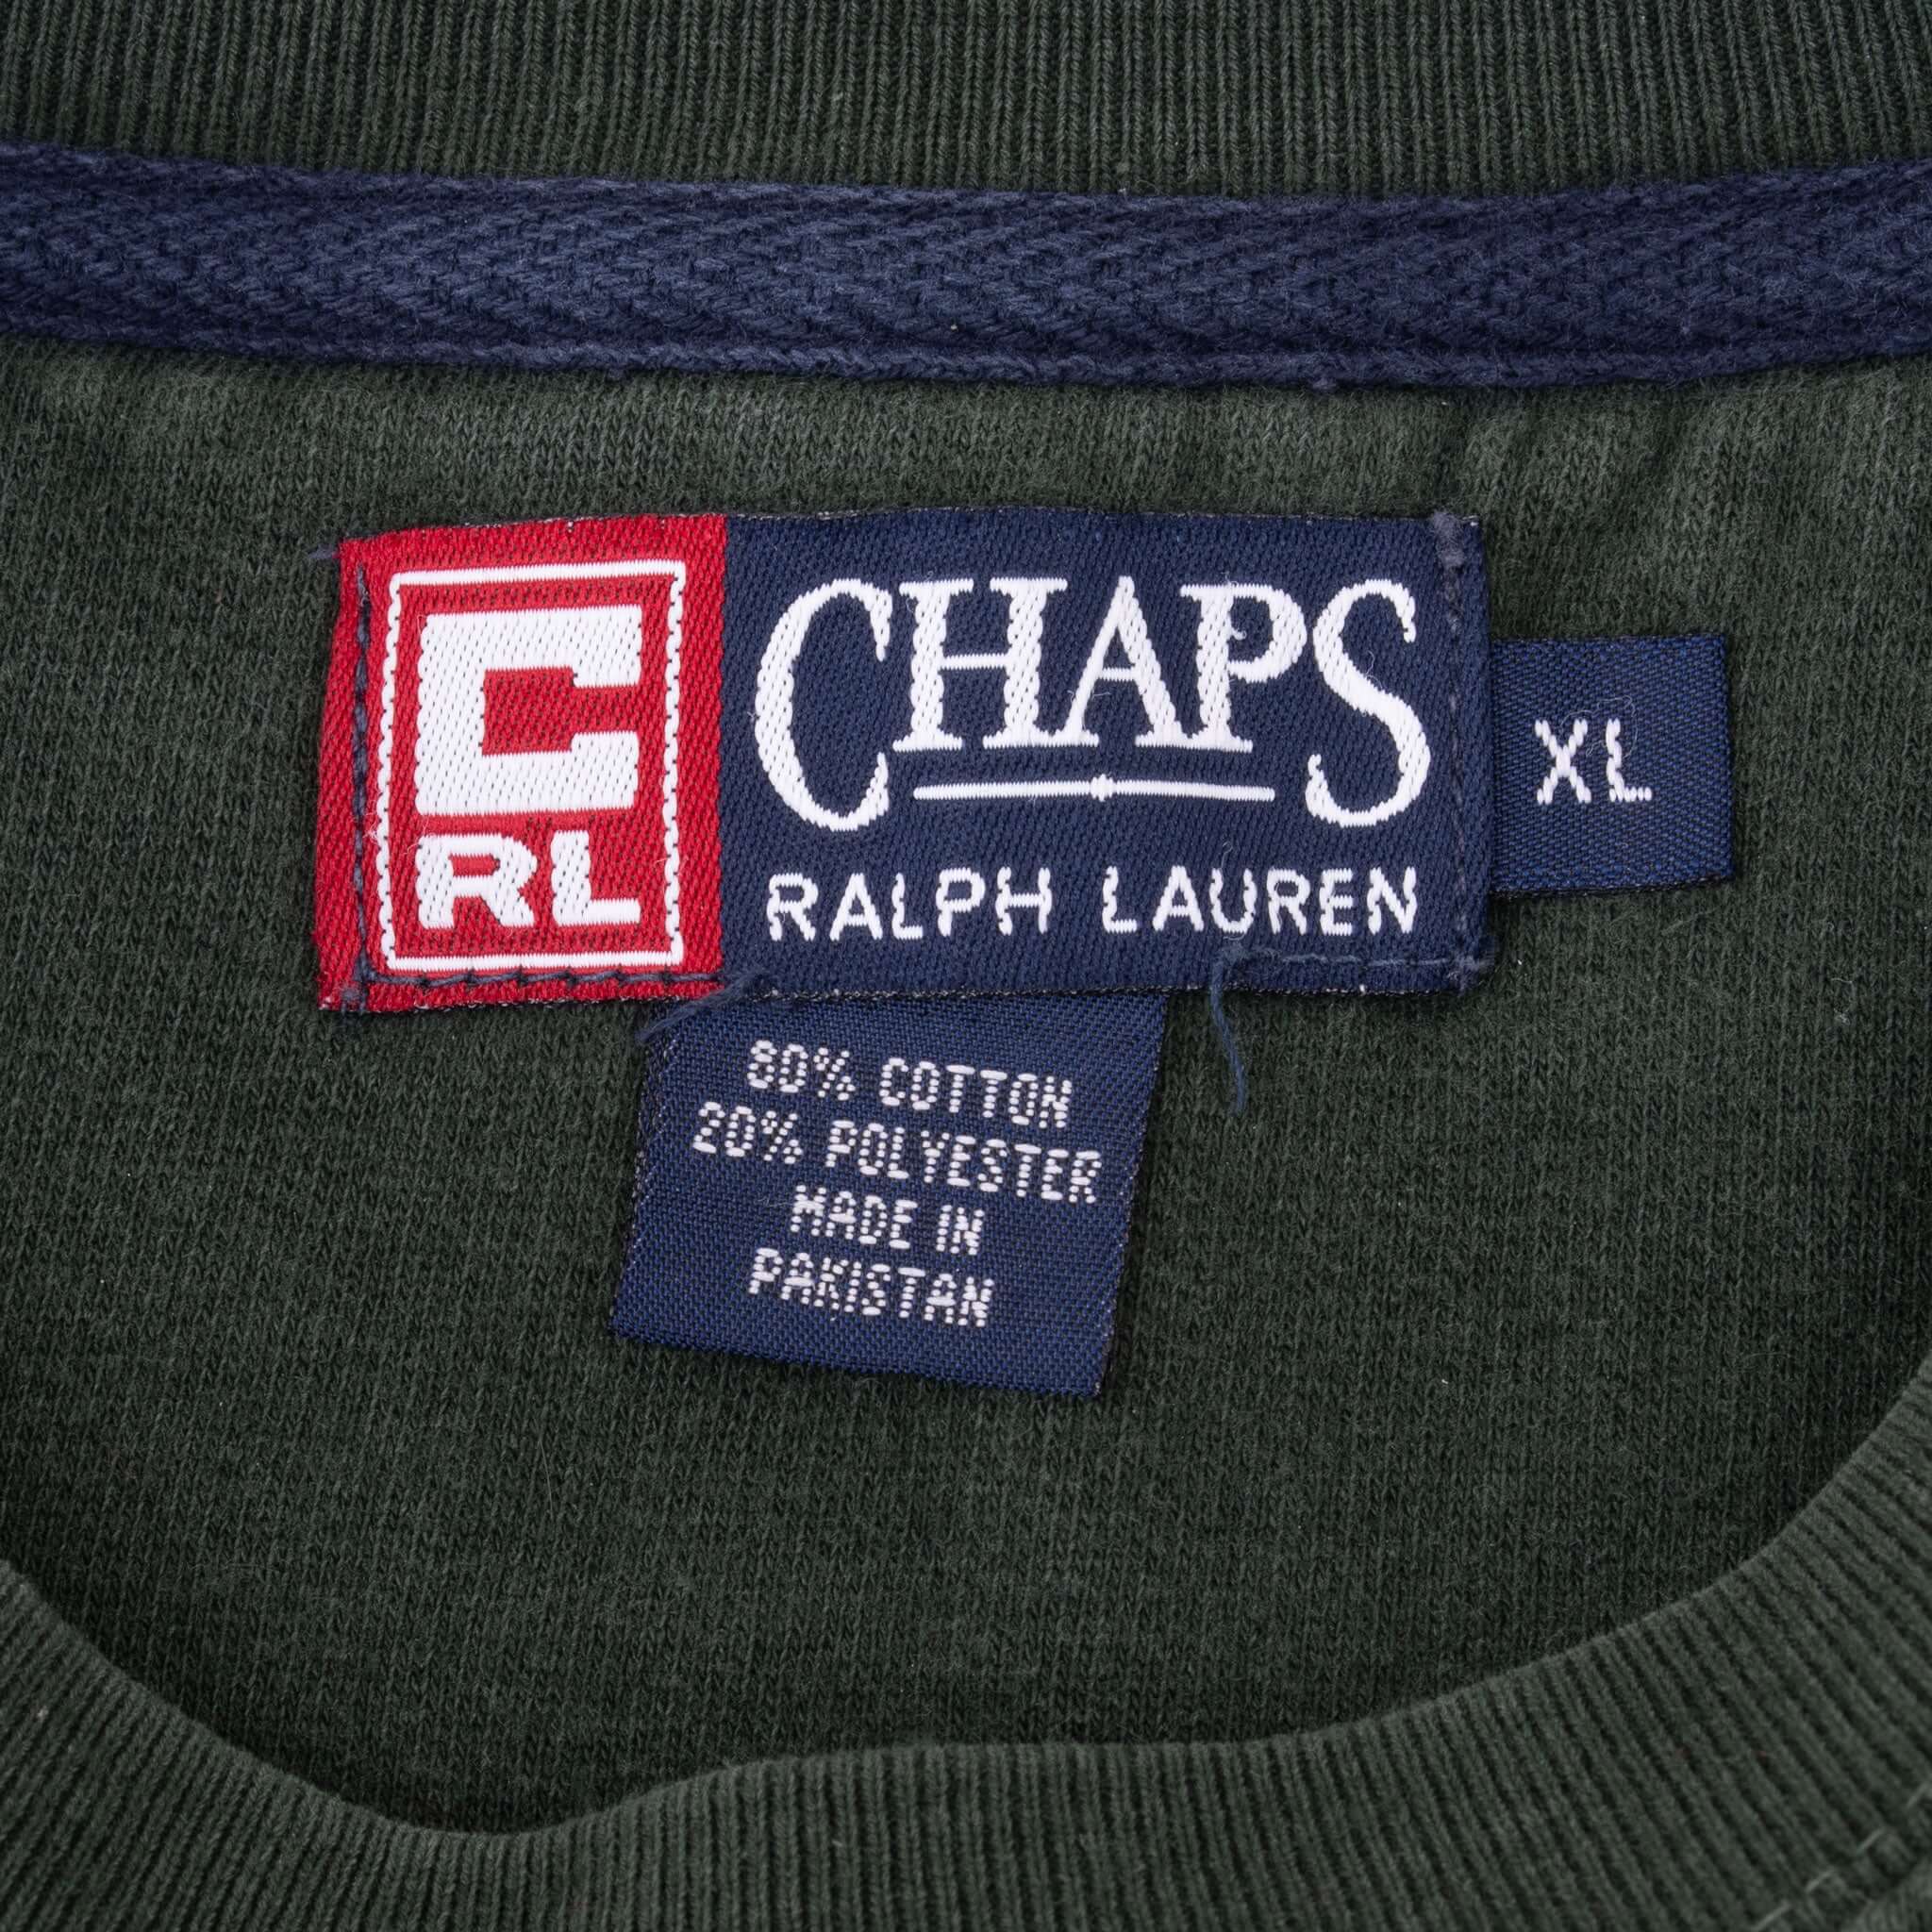 C
RL
CHAPS
RALPH LAUREN
XL
80% COTTON
20% POLYESTER
MADE IN
PAKISTAN